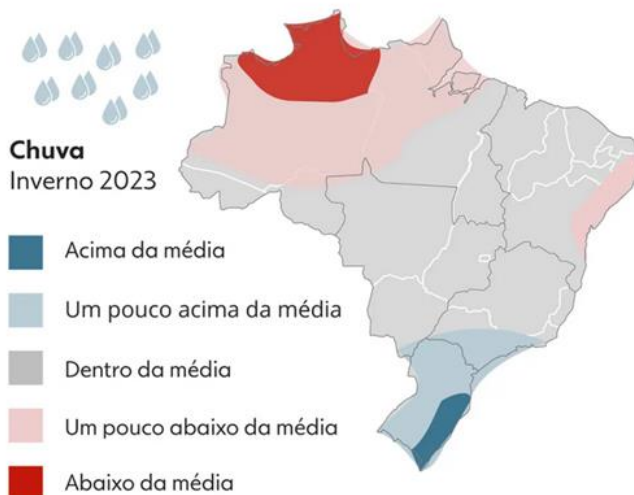 Chuva
Inverno 2023
Acima da média
Um pouco acima da média
Dentro da média
Um pouco abaixo da média
Abaixo da média